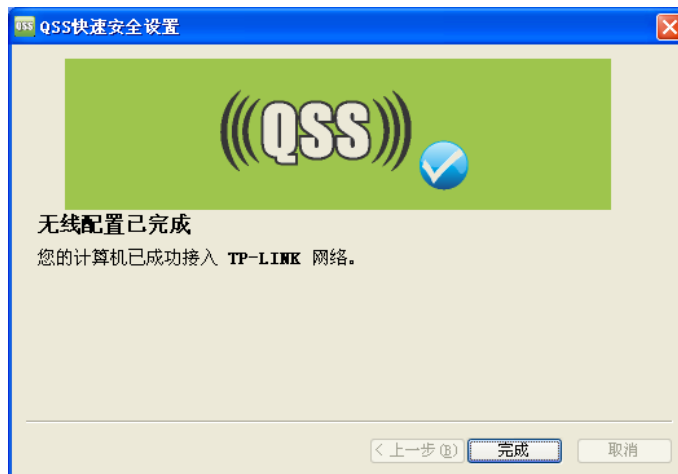 QSS QSS快速安全设置
(((QSS)))
无线配置已完成
您的计算机已成功接入 TP-LINK 网络。
< 上一步(B) 完成 取消